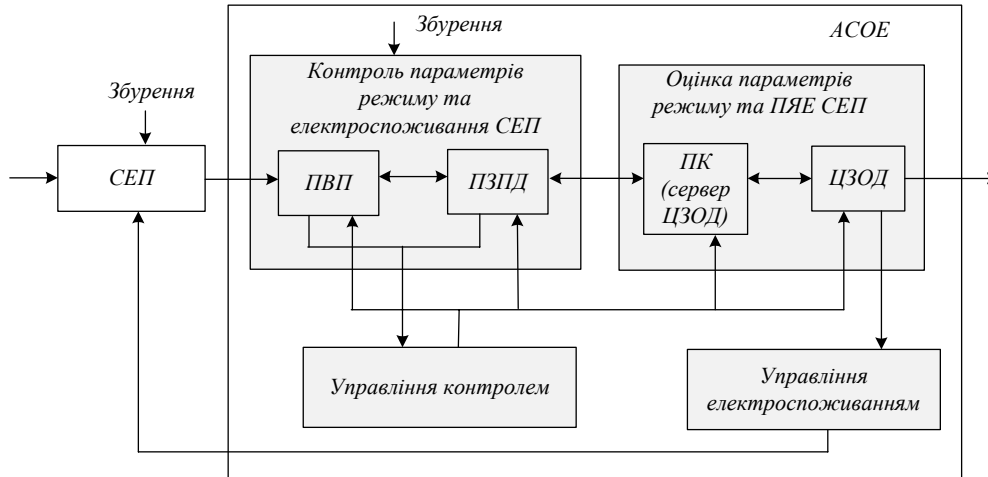 Збурення
АСОЕ
Контроль параметрів
режиму та
електроспоживання СЕП
Оцінка параметрів
режиму та ПЯЕ СЕП
Збурення
СЕП
ПВП
ПЗПД
ПК
(сервер
ЦЗОД)
ЦЗОД
Управління контролем
Управління
електроспоживанням